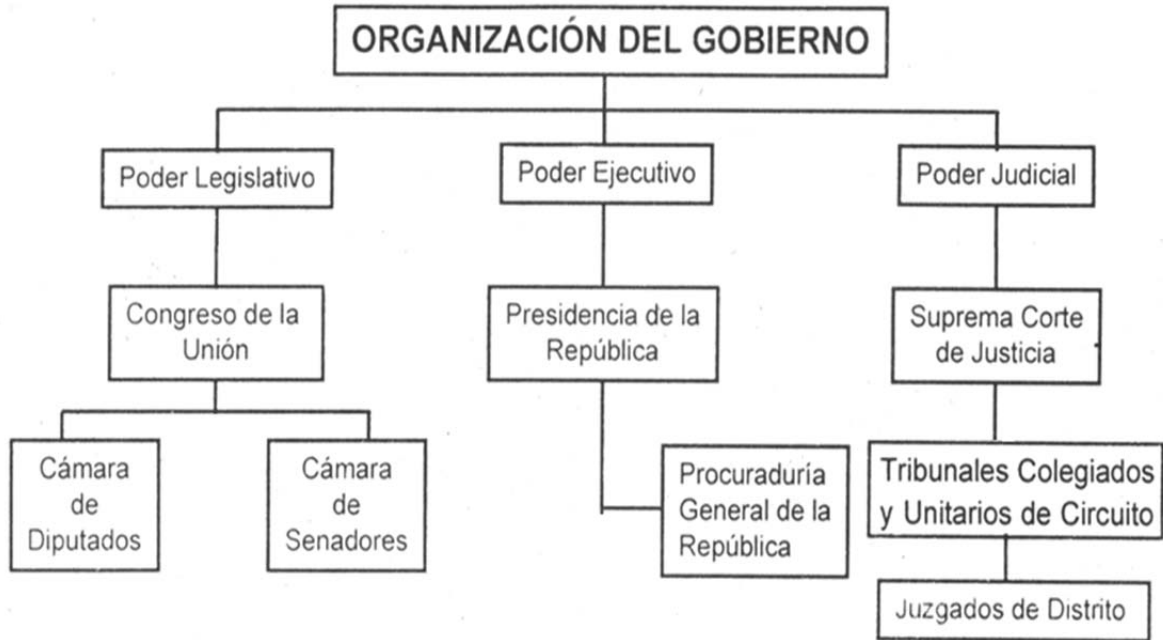 ORGANIZACIÓN DEL GOBIERNO
Poder Legislativo
Poder Ejecutivo
Poder Judicial
Congreso de la
Unión
Presidencia de la
República
Suprema Corte
de Justicia
Cámara
de
Diputados
Cámara
de
Senadores
Procuraduría
General de la
República
Tribunales Colegiados
y Unitarios de Circuito
Juzgados de Distrito